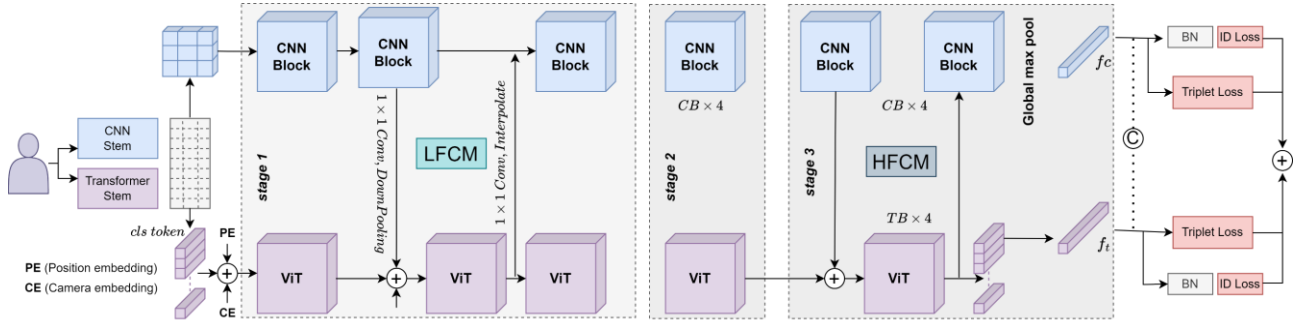 CNN
Stem
Transformer
Stem
cls token
PE
PE (Position embedding)
CE (Camera embedding)
CE
stage 1
CNN
Block
CNN
Block
CNN
Block
1 × 1 Conv, DownPooling
LFCM
1 × 1 Conv, Interpolate
ViT
ViT
ViT
CNN
Block
CB × 4
stage 2
ViT
CNN
Block
CNN
Block
CB × 4
stage 3
HFCM
TB × 4
ViT
Global max pool
fc
ft
C
BN
ID Loss
Triplet Loss
Triplet Loss
BN
ID Loss